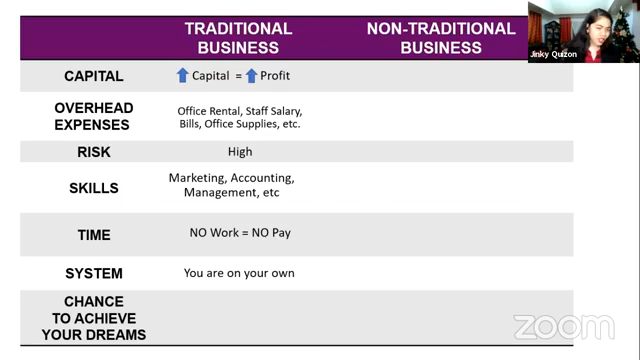 TRADITIONAL
BUSINESS
NON-TRADITIONAL
BUSINESS
Jinky Quizon
CAPITAL
Capital = Profit
OVERHEAD
EXPENSES
Office Rental, Staff Salary,
Bills, Office Supplies, etc.
RISK
High
SKILLS
Marketing, Accounting,
Management, etc
TIME
NO Work = NO Pay
SYSTEM
You are on your own
CHANCE
TO ACHIEVE
YOUR DREAMS
zoom